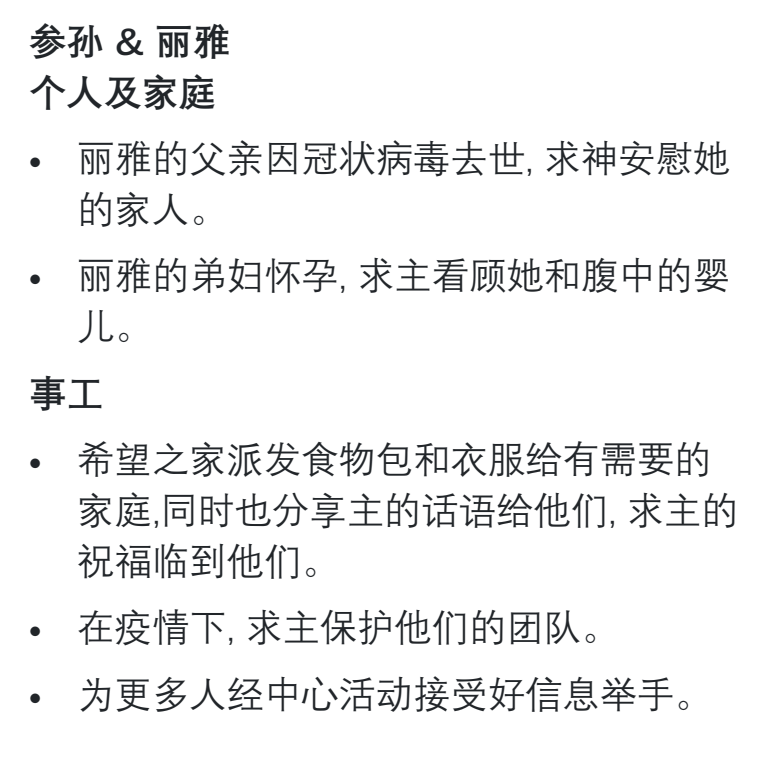 参孙 & 丽雅
个人及家庭
• 丽雅的父亲因冠状病毒去世, 求神安慰她
的家人。
• 丽雅的弟妇怀孕, 求主看顾她和腹中的婴
儿。
事工
• 希望之家派发食物包和衣服给有需要的
家庭,同时也分享主的话语给他们, 求主的
祝福临到他们。
• 在疫情下, 求主保护他们的团队。
• 为更多人经中心活动接受好信息举手。